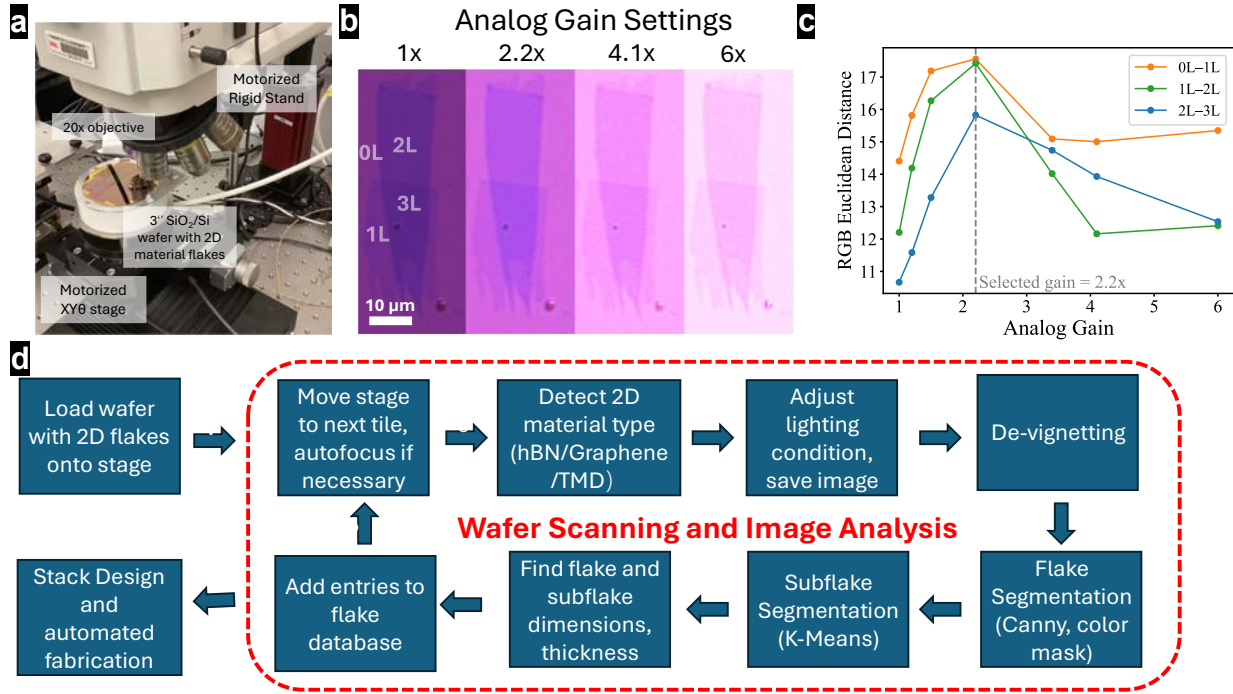 a
Motorized
Rigid Stand
20x objective
3" SiO₂/Si
wafer with 2D
material flakes
Motorized
XYθ stage
b
Analog Gain Settings
1x
2.2x
4.1x
6x
0L
2L
3L
1L
10 μm
c
RGB Euclidean Distance
17
16
15
14
13
12
11
0L–1L
1L–2L
2L–3L
Selected gain = 2.2x
1
2
3
4
5
6
Analog Gain
d
Load wafer
with 2D flakes
onto stage
Move stage
to next tile,
autofocus if
necessary
Detect 2D
material type
(hBN/Graphene
/TMD)
Adjust
lighting
condition,
save image
De-vignetting
Wafer Scanning and Image Analysis
Flake
Segmentation
(Canny, color
mask)
Subflake
Segmentation
(K-Means)
Find flake and
subflake
dimensions,
thickness
Add entries to
flake
database
Stack Design
and
automated
fabrication